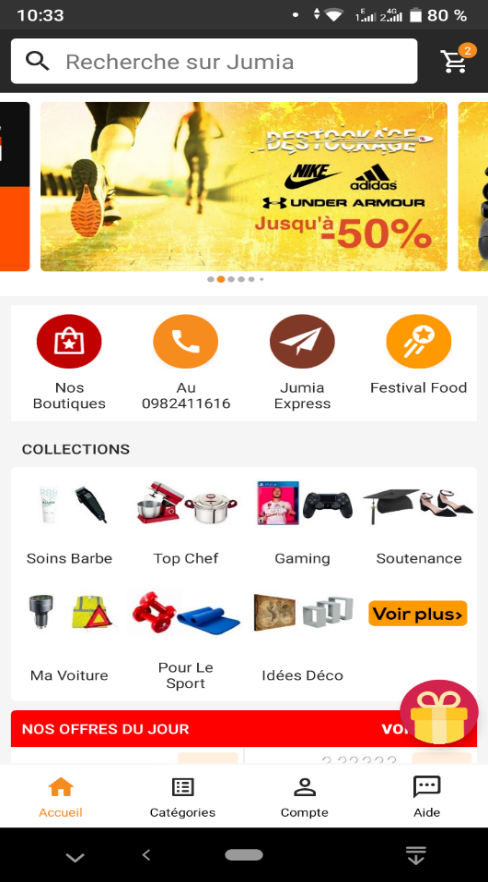 10:33
80 %
Recherche sur Jumia
2
DESTOCKAGE
NIKE
adidas
UNDER ARMOUR
Jusqu'à -50%
Nos Boutiques
Au 0982411616
Jumia Express
Festival Food
COLLECTIONS
Soins Barbe
Top Chef
Gaming
Soutenance
Ma Voiture
Pour Le Sport
Idées Déco
Voir plus›
NOS OFFRES DU JOUR
Accueil
Catégories
Compte
Aide